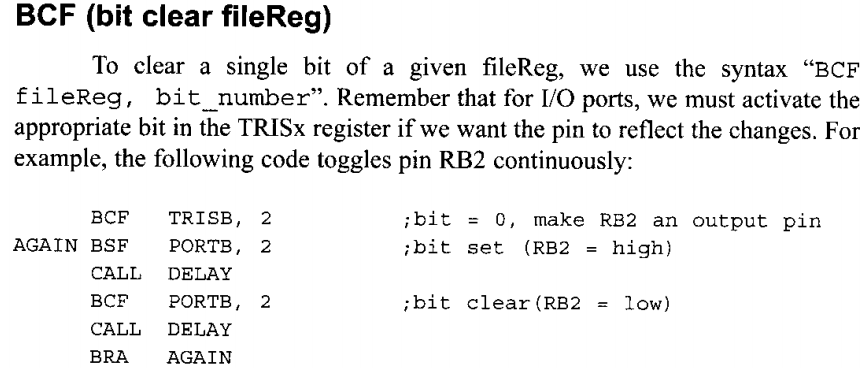 BCF (bit clear fileReg)
To clear a single bit of a given fileReg, we use the syntax “BCF
fileReg, bit_number”. Remember that for I/O ports, we must activate the
appropriate bit in the TRISx register if we want the pin to reflect the changes. For
example, the following code toggles pin RB2 continuously:
BCF TRISB, 2 ;bit = 0, make RB2 an output pin
AGAIN BSF PORTB, 2 ;bit set (RB2 = high)
CALL DELAY
BCF PORTB, 2 ;bit clear(RB2 = low)
CALL DELAY
BRA AGAIN